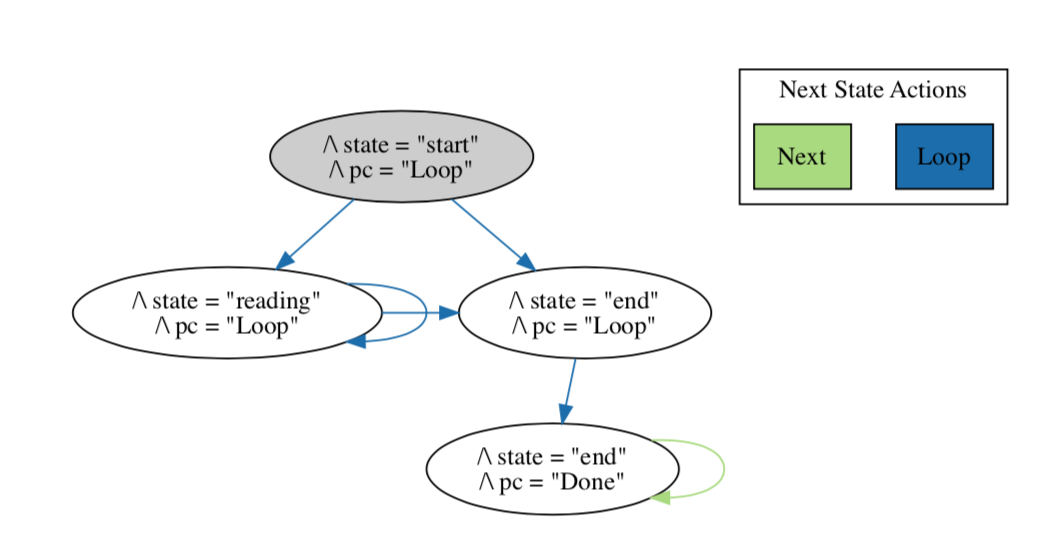 Next State Actions
Next
Loop
/\ state = "start"
/\ pc = "Loop"
/\ state = "reading"
/\ pc = "Loop"
/\ state = "end"
/\ pc = "Loop"
/\ state = "end"
/\ pc = "Done"